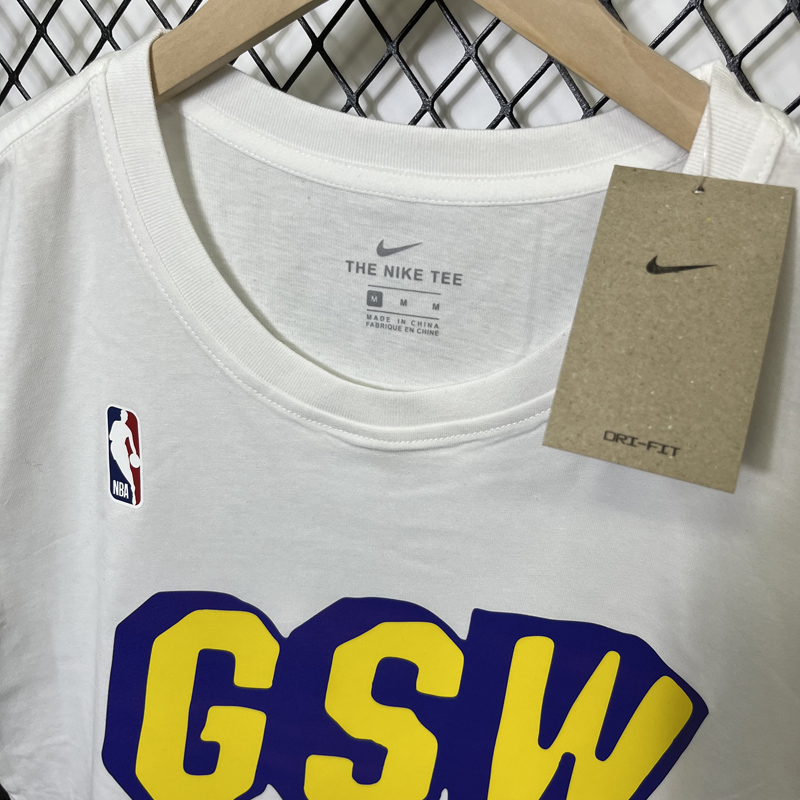 THE NIKE TEE
M M M
MADE IN CHINA
FABRIQUE EN CHINE
DRI-FIT
NBA
GSW